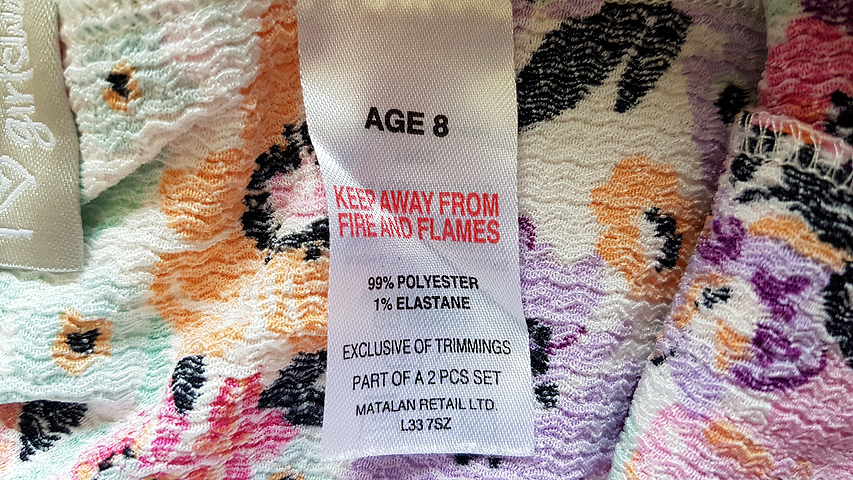 I ♡ girls
AGE 8
KEEP AWAY FROM
FIRE AND FLAMES
99% POLYESTER
1% ELASTANE
EXCLUSIVE OF TRIMMINGS
PART OF A 2 PCS SET
MATALAN RETAIL LTD.
L33 7SZ